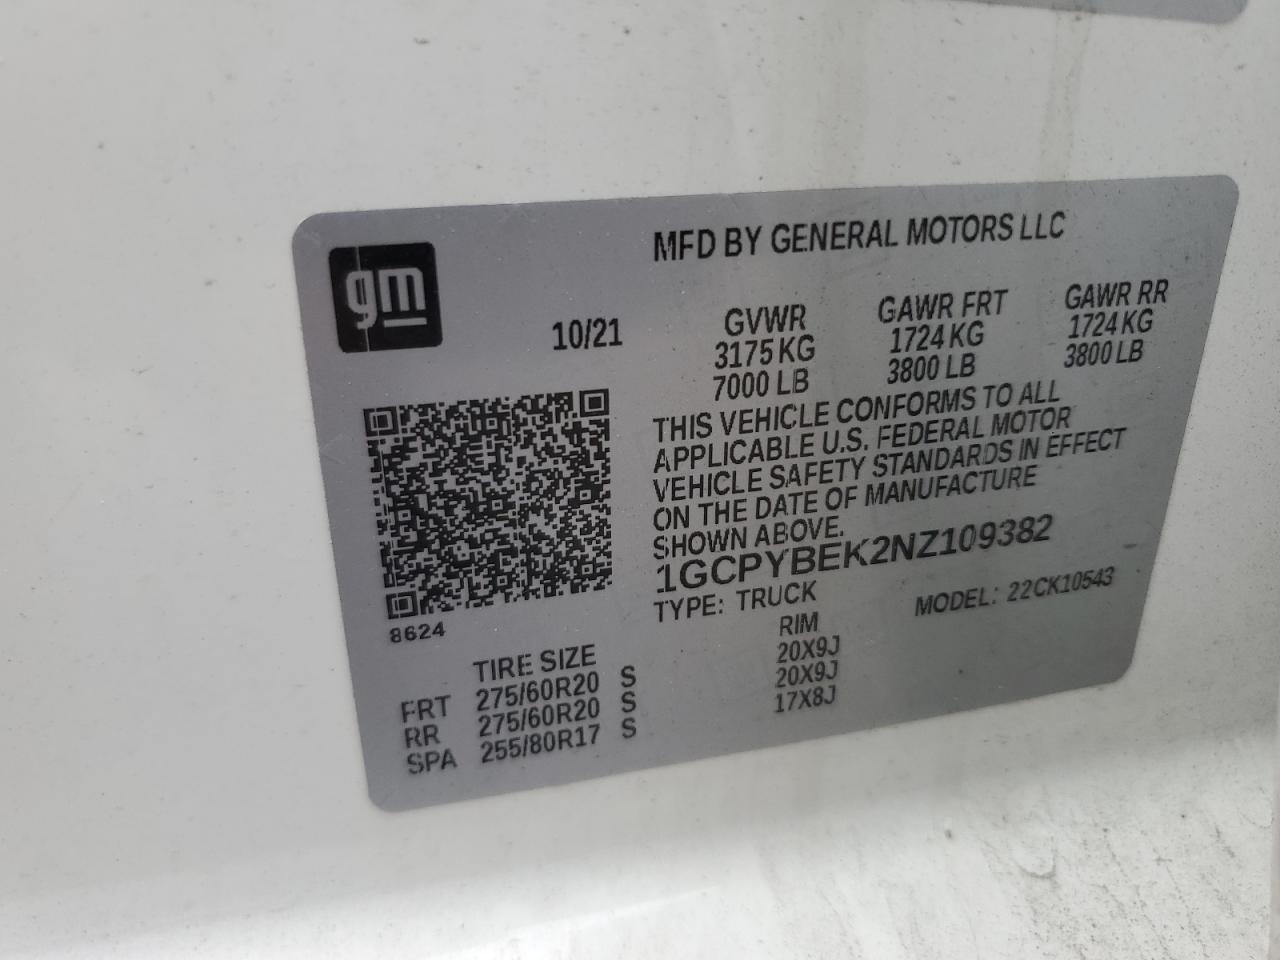 gm
MFD BY GENERAL MOTORS LLC
10/21
GVWR GAWR FRT GAWR RR
3175 KG 1724 KG 1724 KG
7000 LB 3800 LB 3800 LB
THIS VEHICLE CONFORMS TO ALL
APPLICABLE U.S. FEDERAL MOTOR
VEHICLE SAFETY STANDARDS IN EFFECT
ON THE DATE OF MANUFACTURE
SHOWN ABOVE.
1GCPYBEK2NZ109382
TYPE: TRUCK MODEL: 22CK10543
8624
TIRE SIZE RIM
FRT 275/60R20 S 20X9J
RR 275/60R20 S 20X9J
SPA 255/80R17 S 17X8J